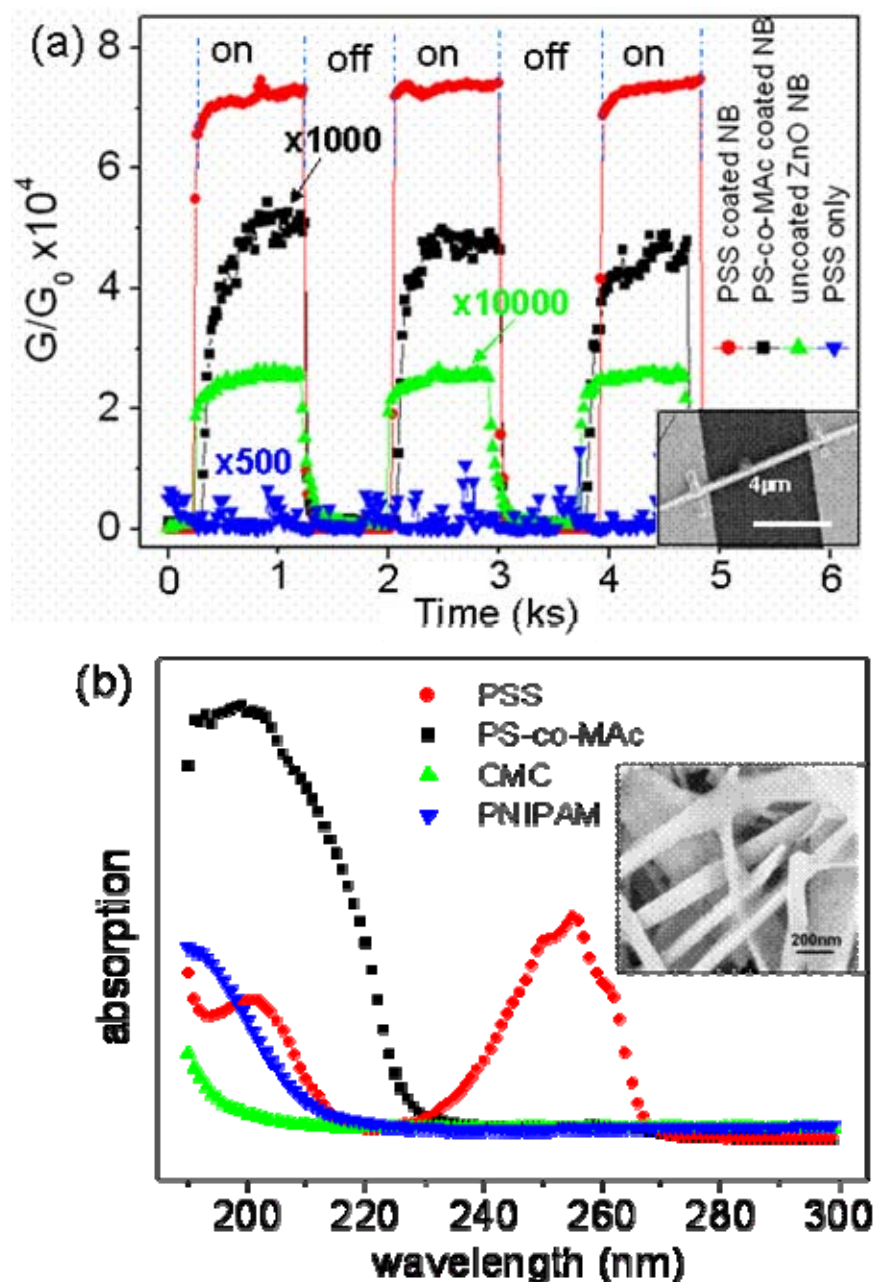 (a)
on
off
on
off
on
8
6
4
2
0
G/G₀ x10⁴
x1000
x10000
x500
PSS coated NB
PS-co-MAc coated NB
uncoated ZnO NB
PSS only
4μm
0
1
2
3
4
5
6
Time (ks)
(b)
PSS
PS-co-MAc
CMC
PNIPAM
200nm
absorption
200
220
240
260
280
300
wavelength (nm)